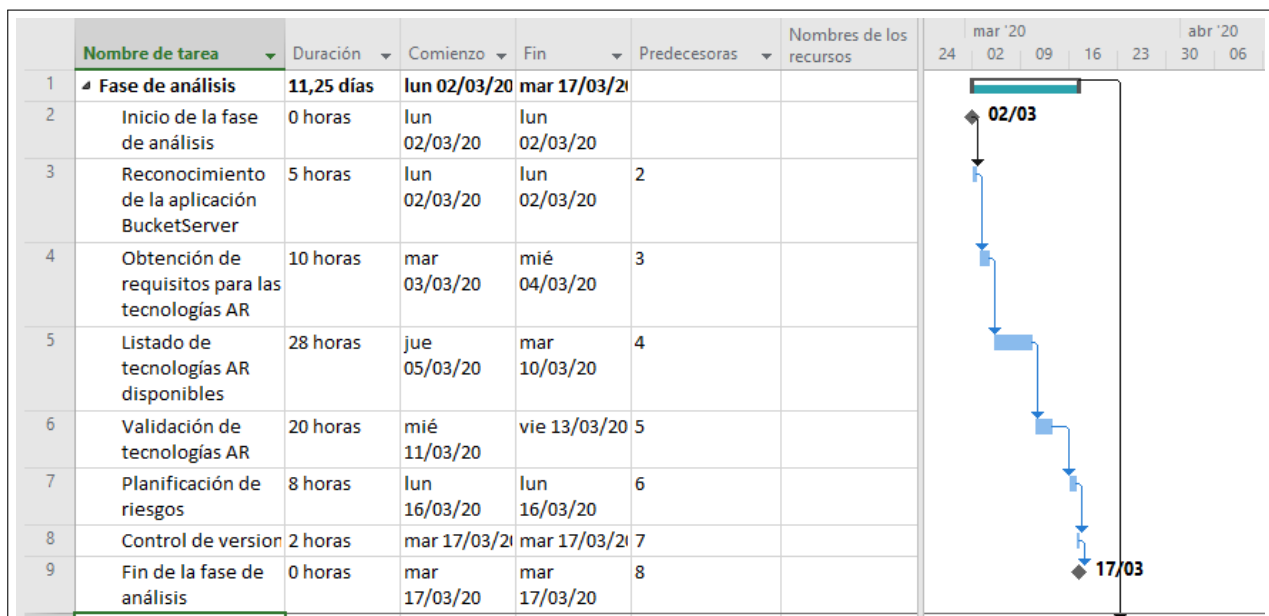 Nombre de tarea Duración Comienzo Fin Predecesoras Nombres de los recursos
mar '20 abr '20
24 02 09 16 23 30 06
1 Fase de análisis 11,25 días lun 02/03/20 mar 17/03/20
2 Inicio de la fase de análisis 0 horas lun 02/03/20 lun 02/03/20
02/03
3 Reconocimiento de la aplicación BucketServer 5 horas lun 02/03/20 lun 02/03/20 2
4 Obtención de requisitos para las tecnologías AR 10 horas mar 03/03/20 mié 04/03/20 3
5 Listado de tecnologías AR disponibles 28 horas jue 05/03/20 mar 10/03/20 4
6 Validación de tecnologías AR 20 horas mié 11/03/20 vie 13/03/20 5
7 Planificación de riesgos 8 horas lun 16/03/20 lun 16/03/20 6
8 Control de version 2 horas mar 17/03/20 mar 17/03/20 7
9 Fin de la fase de análisis 0 horas mar 17/03/20 mar 17/03/20 8
17/03